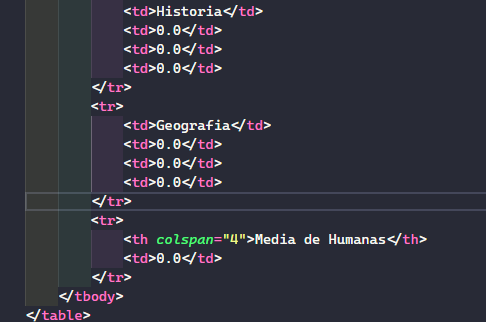 <td>Historia</td>
<td>0.0</td>
<td>0.0</td>
<td>0.0</td>
</tr>
<tr>
<td>Geografia</td>
<td>0.0</td>
<td>0.0</td>
<td>0.0</td>
</tr>
<tr>
<th colspan="4">Media de Humanas</th>
<td>0.0</td>
</tr>
</tbody>
</table>